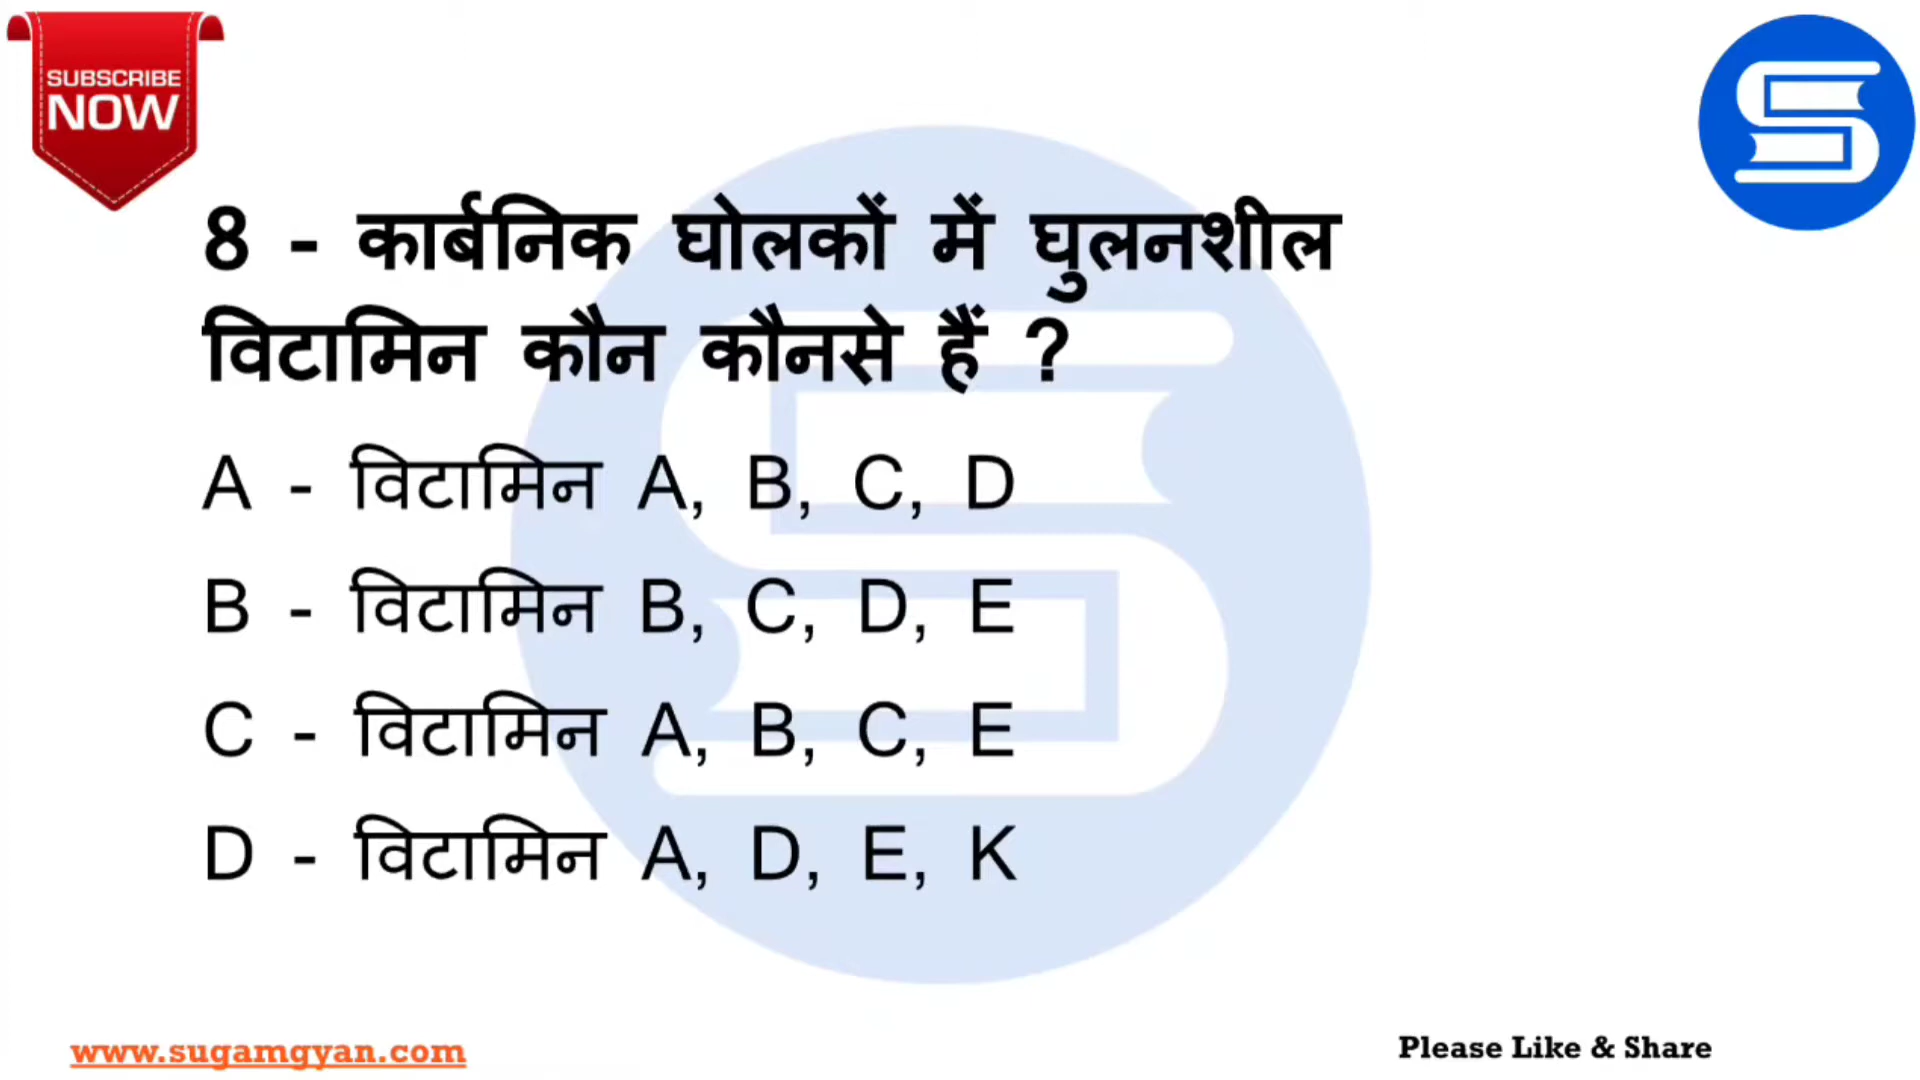 SUBSCRIBE
NOW
8 - कार्बनिक घोलकों में घुलनशील
विटामिन कौन कौनसे हैं ?
A - विटामिन A, B, C, D
B - विटामिन B, C, D, E
C - विटामिन A, B, C, E
D - विटामिन A, D, E, K
www.sugamgyan.com
Please Like & Share